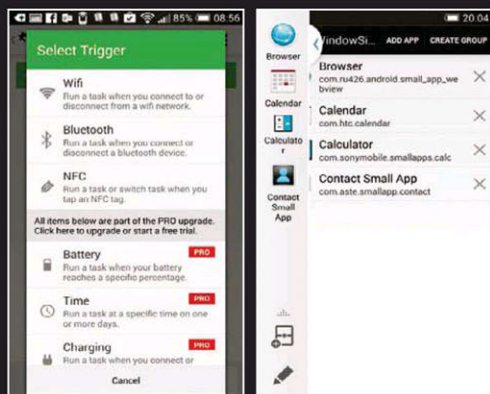 85% 08:56
Select Trigger
Wifi
Run a task when you connect to or
disconnect from a wifi network.
Bluetooth
Run a task when you connect or
disconnect a bluetooth device.
NFC
Run a task or switch task when you
tap an NFC tag.
All items below are part of the PRO upgrade.
Click here to upgrade or start a free trial.
Battery PRO
Run a task when your battery
reaches a specific percentage.
Time PRO
Run a task at a specific time on one
or more days.
Charging PRO
Run a task when you connect or
Cancel
20.04
indowSi... ADD APP CREATE GROUP
Browser
Calendar
Calculato
r
Contact
Small
App
Browser
com.ru426.android.small_app_we
bview
Calendar
com.htc.calendar
Calculator
com.sonymobile.smallapps.calc
Contact Small App
com.aste.smallapp.contact